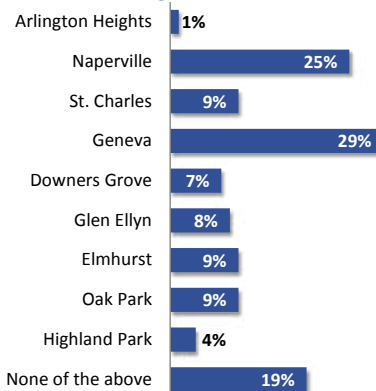 Arlington Heights 1%
Naperville 25%
St. Charles 9%
Geneva 29%
Downers Grove 7%
Glen Ellyn 8%
Elmhurst 9%
Oak Park 9%
Highland Park 4%
None of the above 19%